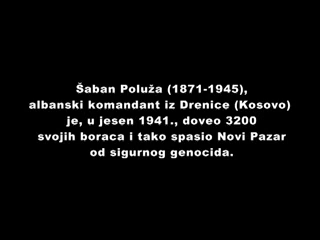 Šaban Poluža (1871-1945),
albanski komandant iz Drenice (Kosovo)
je, u jesen 1941., doveo 3200
svojih boraca i tako spasio Novi Pazar
od sigurnog genocida.